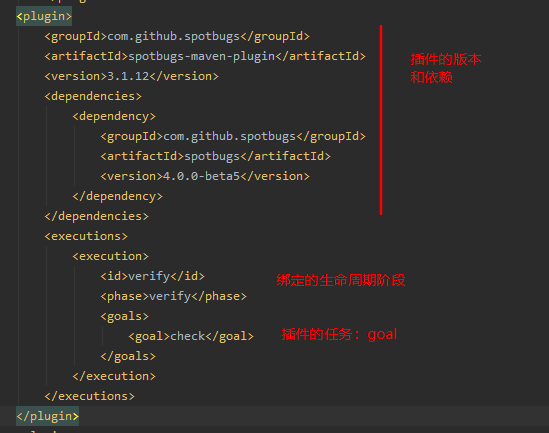 <plugin>
<groupId>com.github.spotbugs</groupId>
<artifactId>spotbugs-maven-plugin</artifactId>
<version>3.1.12</version>
<dependencies>
<dependency>
<groupId>com.github.spotbugs</groupId>
<artifactId>spotbugs</artifactId>
<version>4.0.0-beta5</version>
</dependency>
</dependencies>
插件的版本
和依赖
<executions>
<execution>
<id>verify</id>
<phase>verify</phase>
绑定的生命周期阶段
<goals>
<goal>check</goal>
插件的任务：goal
</goals>
</execution>
</executions>
</plugin>